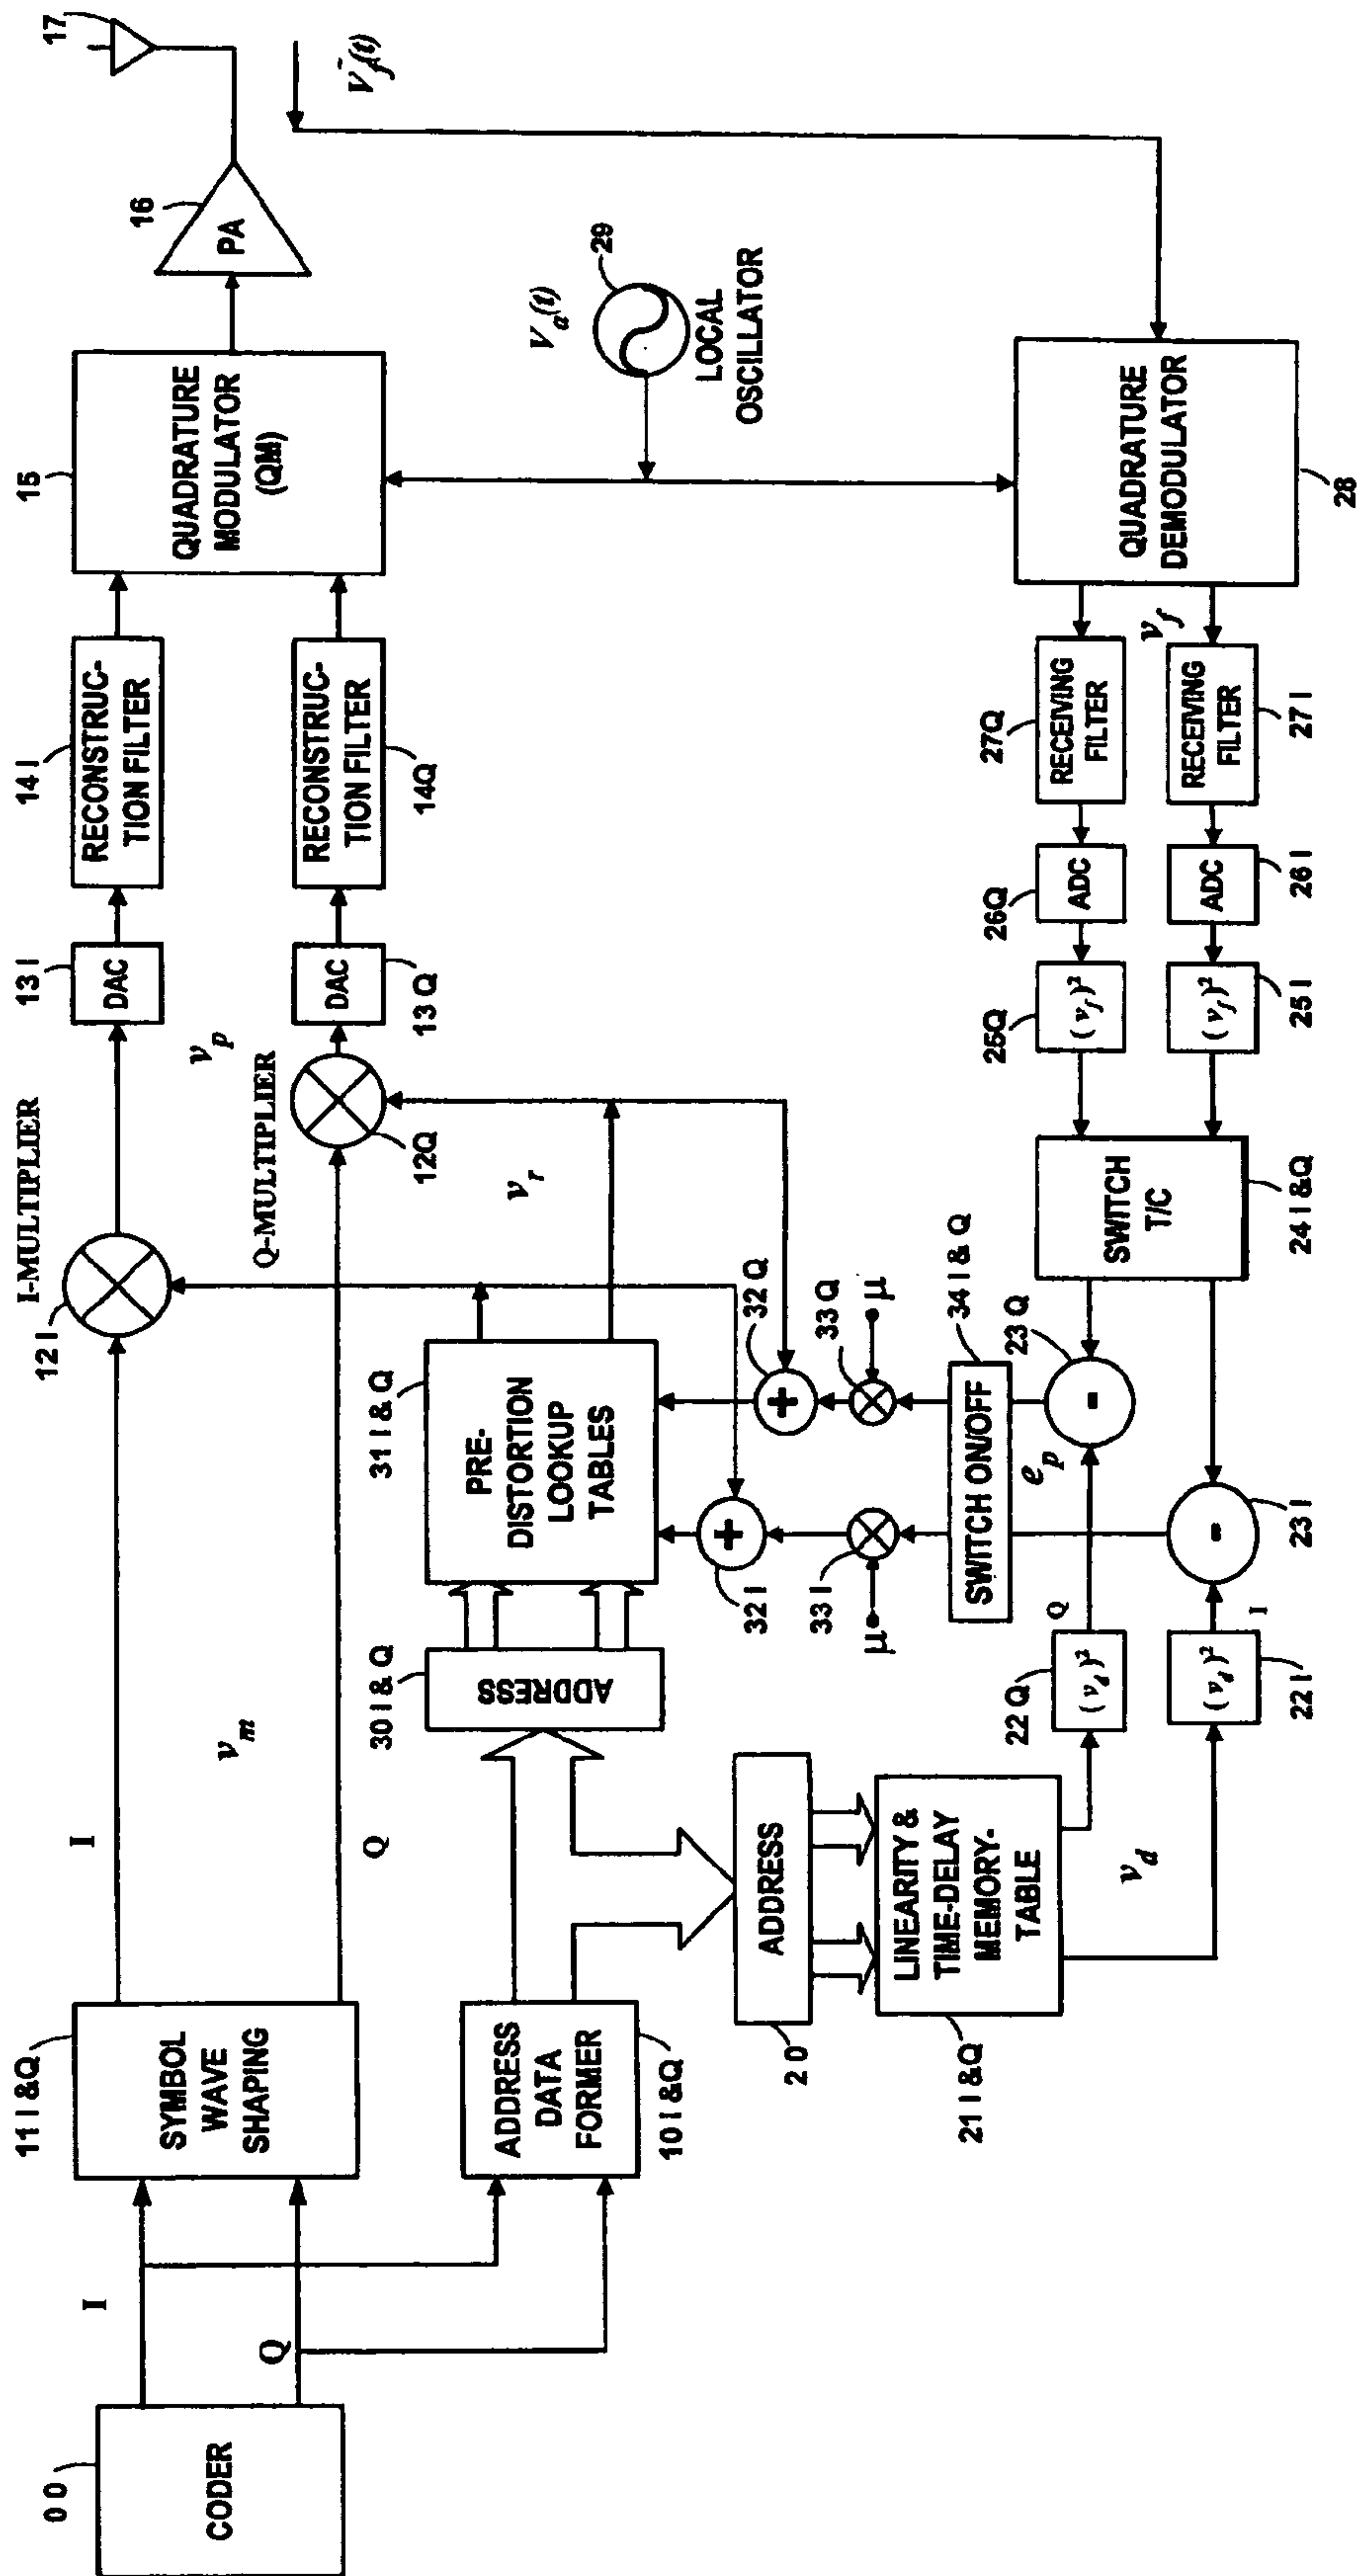 00
CODER
I
Q
11 I &Q
SYMBOL
WAVE
SHAPING
10 I &Q
ADDRESS
DATA
FORMER
I
v_m
Q
20
ADDRESS
21 I &Q
LINEARITY &
TIME-DELAY
MEMORY-
TABLE
v_d
30 I & Q
ADDRESS
31 I & Q
PRE-
DISTORTION
LOOKUP
TABLES
v_r
22 Q
(v_d)²
Q
22 I
(v_d)²
I
32 I
+
32 Q
+
33 I
μ
33 Q
μ
34 I & Q
SWITCH ON/OFF
e_p
23 Q
-
23 I
-
12 I
I-MULTIPLIER
Q-MULTIPLIER
12Q
v_p
13 I
DAC
13 Q
DAC
14 I
RECONSTRUC-
TION FILTER
14Q
RECONSTRUC-
TION FILTER
15
QUADRATURE
MODULATOR
(QM)
16
PA
17
Ṽ_f(t)
V_a(t)
29
LOCAL
OSCILLATOR
24 I &Q
SWITCH
T/C
25Q
(v_f)²
25 I
(v_f)²
26Q
ADC
26 I
ADC
27Q
RECEIVING
FILTER
27 I
RECEIVING
FILTER
v_f
28
QUADRATURE
DEMODULATOR